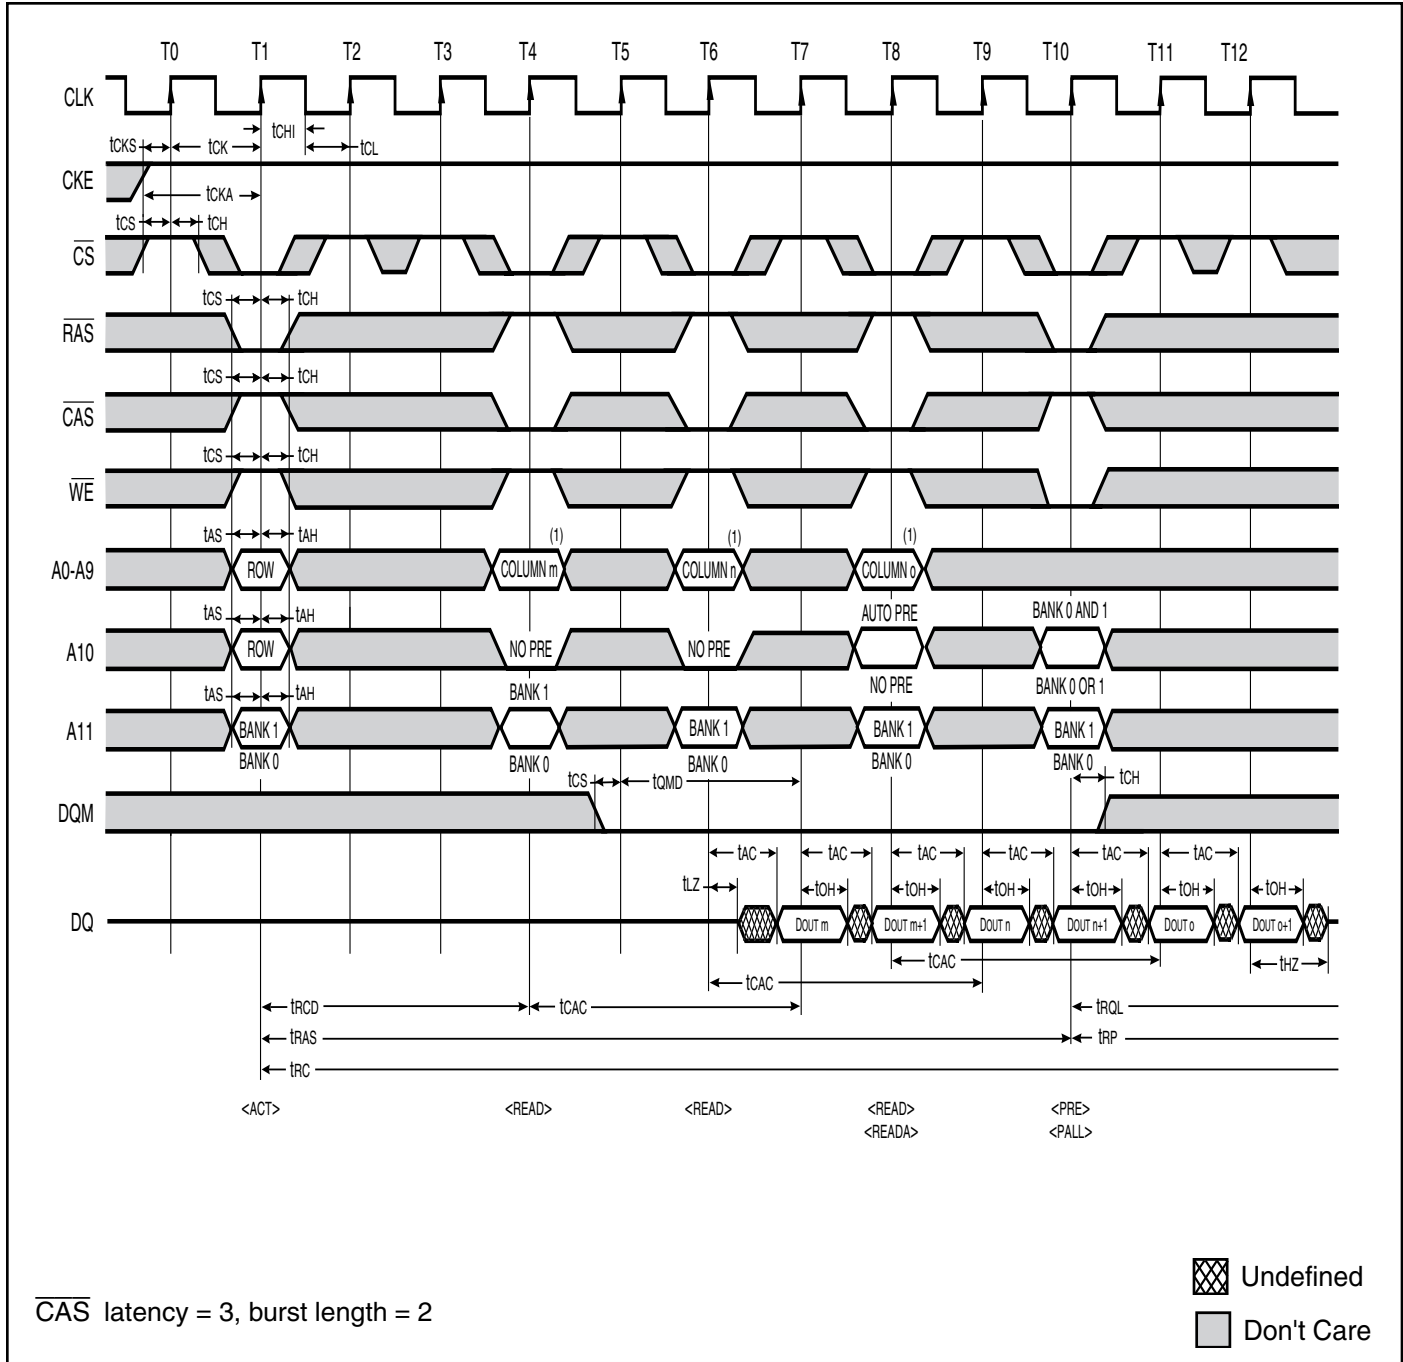 T0 T1 T2 T3 T4 T5 T6 T7 T8 T9 T10 T11 T12
CLK
tCHI
tCKS tCK tCL
CKE
tCKA
tCS tCH
CS
tCS tCH
RAS
tCS tCH
CAS
tCS tCH
WE
tAS tAH (1) (1) (1)
A0-A9 ROW COLUMN m COLUMN n COLUMN o
tAS tAH AUTO PRE BANK 0 AND 1
A10 ROW NO PRE NO PRE
tAS tAH BANK 1 NO PRE BANK 0 OR 1
A11 BANK 1 BANK 1 BANK 1 BANK 1
BANK 0 BANK 0 BANK 0 BANK 0 BANK 0
tCS tQMD tCH
DQM
tAC tAC tAC tAC tAC tAC
tLZ tOH tOH tOH tOH tOH tOH
DQ DOUT m DOUT m+1 DOUT n DOUT n+1 DOUT o DOUT o+1
tCAC tHZ
tCAC
tRCD tCAC tRQL
tRAS tRP
tRC
<ACT> <READ> <READ> <READ> <PRE>
<READA> <PALL>
Undefined
CAS latency = 3, burst length = 2
Don't Care